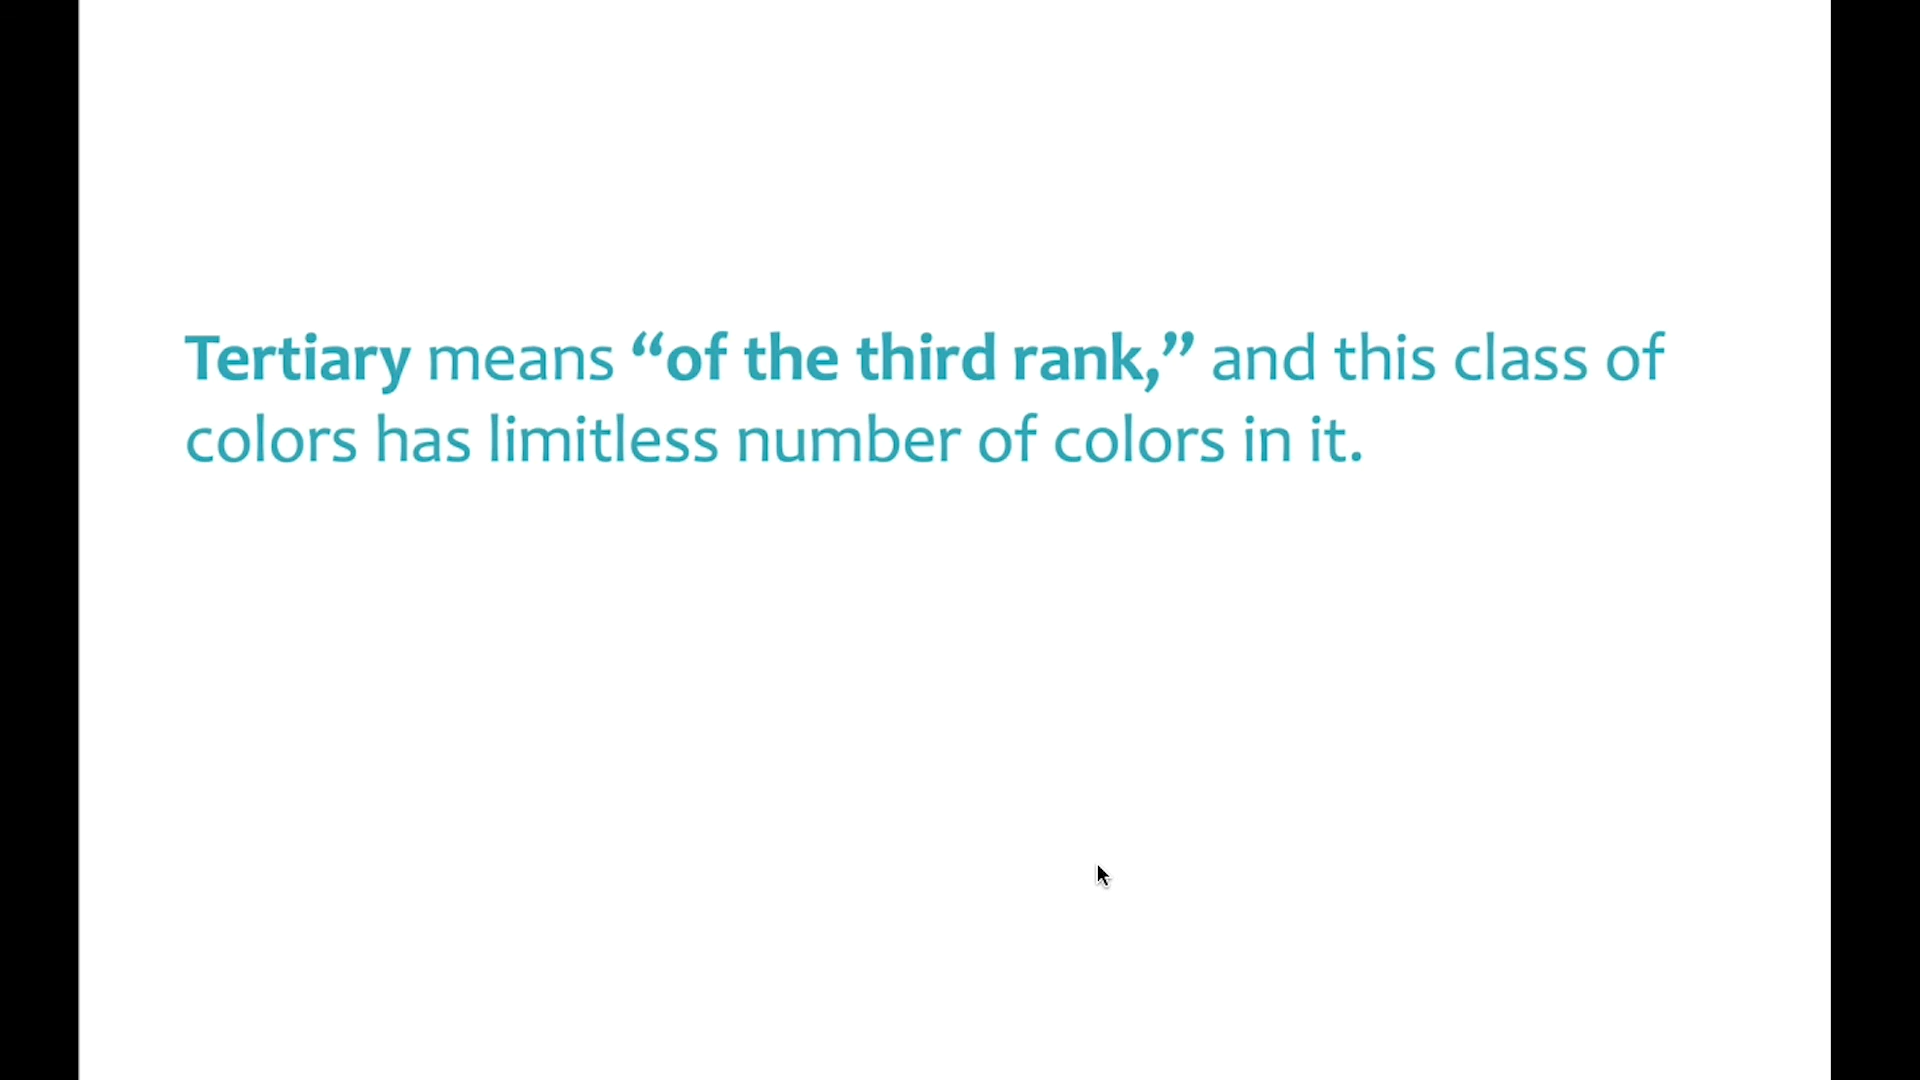 Tertiary means “of the third rank,” and this class of
colors has limitless number of colors in it.